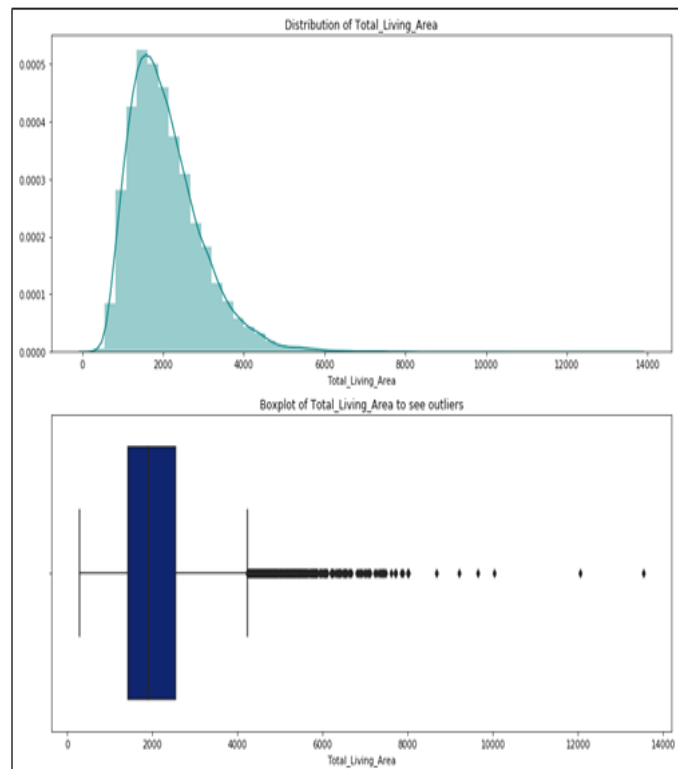 Distribution of Total_Living_Area
0.0005
0.0004
0.0003
0.0002
0.0001
0.0000
0 2000 4000 6000 8000 10000 12000 14000
Total_Living_Area
Boxplot of Total_Living_Area to see outliers
0 2000 4000 6000 8000 10000 12000 14000
Total_Living_Area